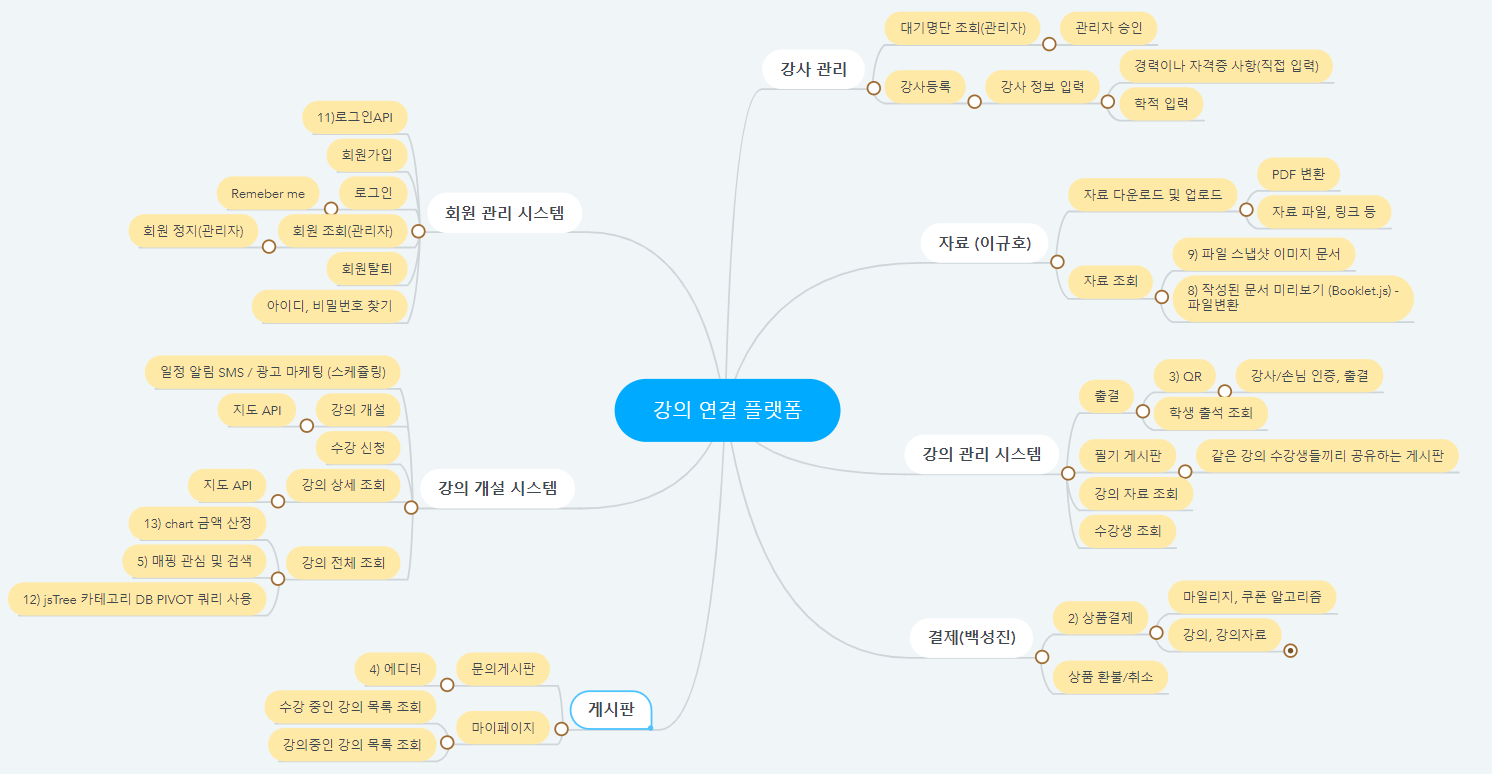 강의 연결 플랫폼
강사 관리
대기명단 조회(관리자)
관리자 승인
강사등록
강사 정보 입력
경력이나 자격증 사항(직접 입력)
학적 입력
자료 (이규호)
자료 다운로드 및 업로드
PDF 변환
자료 파일, 링크 등
자료 조회
9) 파일 스냅샷 이미지 문서
8) 작성된 문서 미리보기 (Booklet.js) -
파일변환
강의 관리 시스템
출결
3) QR
강사/손님 인증, 출결
학생 출석 조회
필기 게시판
같은 강의 수강생들끼리 공유하는 게시판
강의 자료 조회
수강생 조회
결제(백성진)
2) 상품결제
마일리지, 쿠폰 알고리즘
강의, 강의자료
상품 환불/취소
회원 관리 시스템
11)로그인API
회원가입
로그인
Remeber me
회원 조회(관리자)
회원 정지(관리자)
회원탈퇴
아이디, 비밀번호 찾기
강의 개설 시스템
일정 알림 SMS / 광고 마케팅 (스케쥴링)
강의 개설
지도 API
수강 신청
강의 상세 조회
지도 API
강의 전체 조회
13) chart 금액 산정
5) 매핑 관심 및 검색
12) jsTree 카테고리 DB PIVOT 쿼리 사용
게시판
문의게시판
4) 에디터
마이페이지
수강 중인 강의 목록 조회
강의중인 강의 목록 조회